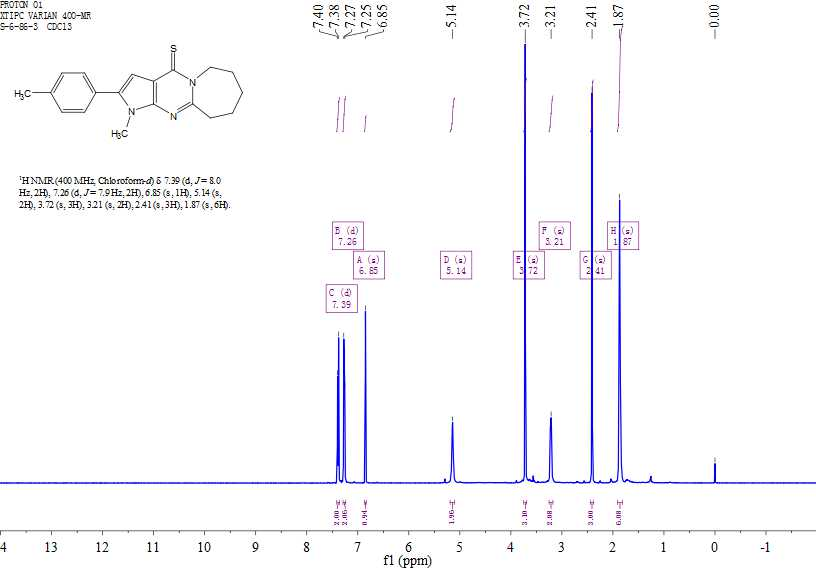 PROTON 01
XTIPC VARIAN 400-MR
S-6-86-3 CDCl3
7.40
7.38
7.27
7.25
6.85
5.14
3.72
3.21
2.41
1.87
-0.00
S
N
N
N
H₃C
CH₃
¹H NMR (400 MHz, Chloroform-d) δ 7.39 (d, J = 8.0
Hz, 2H), 7.26 (d, J = 7.9 Hz, 2H), 6.85 (s, 1H), 5.14 (s,
2H), 3.72 (s, 3H), 3.21 (s, 2H), 2.41 (s, 3H), 1.87 (s, 6H).
B (d)
7.26
F (s)
3.21
H (s)
1.87
A (s)
6.85
D (s)
5.14
E (s)
3.72
G (s)
2.41
C (d)
7.39
2.00
2.05
0.94
1.96
3.10
2.08
3.00
6.08
4 13 12 11 10 9 8 7 6 5 4 3 2 1 0 -1
f1 (ppm)